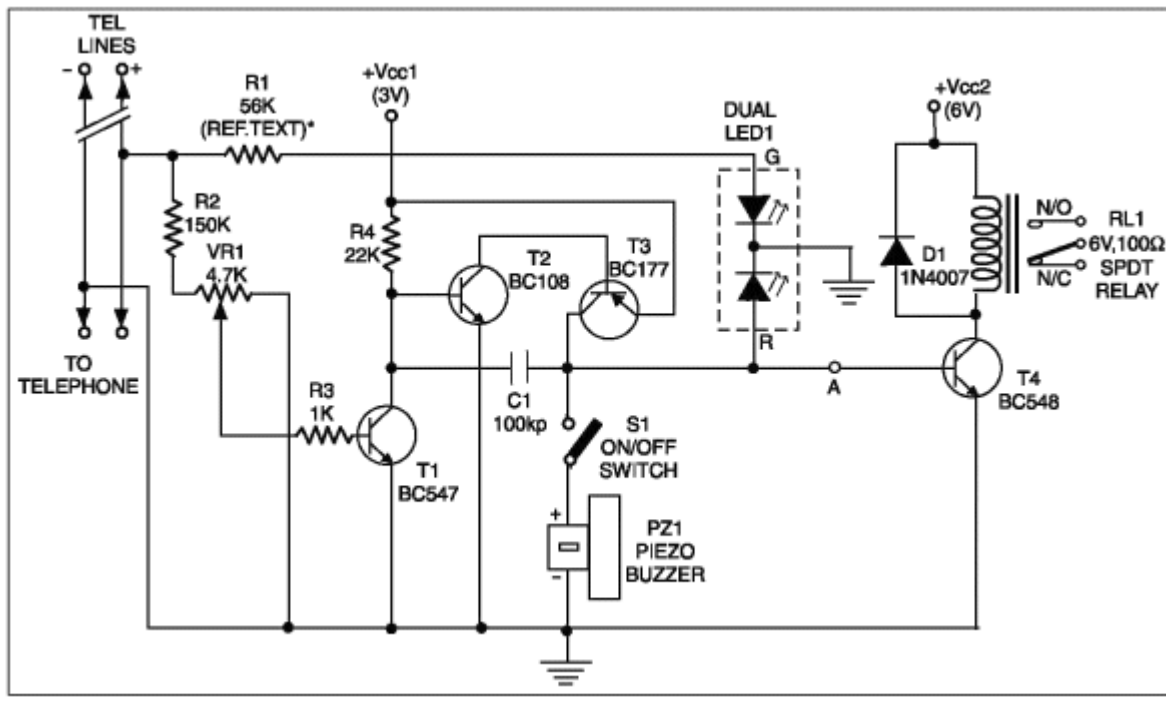 TEL
LINES
- +
R1
56K
(REF.TEXT)*
+Vcc1
(3V)
DUAL
LED1
G
+Vcc2
(6V)
R2
150K
VR1
4.7K
R4
22K
T2
BC108
T3
BC177
D1
1N4007
N/O
N/C
RL1
6V,100Ω
SPDT
RELAY
R
A
TO
TELEPHONE
R3
1K
T1
BC547
C1
100kp
S1
ON/OFF
SWITCH
T4
BC548
+
-
PZ1
PIEZO
BUZZER